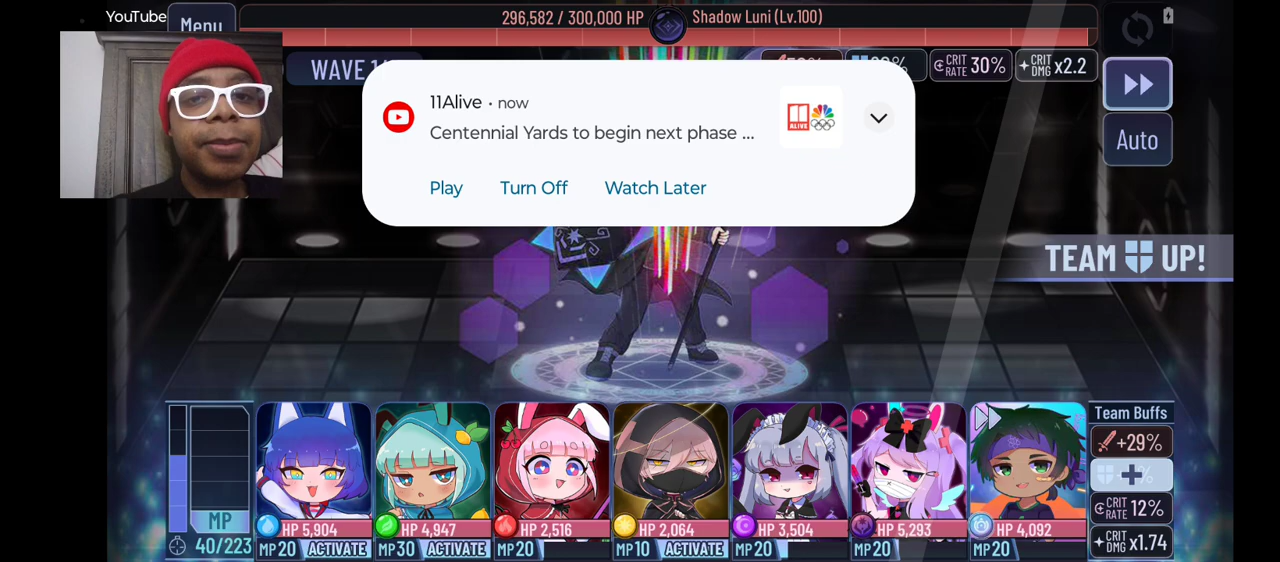 YouTube
Menu
296,582 / 300,000 HP
Shadow Luni (Lv.100)
CRIT RATE 30%
CRIT DMG x2.2
WAVE
11Alive • now
Centennial Yards to begin next phase ...
11 ALIVE
Play
Turn Off
Watch Later
Auto
TEAM UP!
Team Buffs
+29%
CRIT RATE 12%
CRIT DMG x1.74
MP
40/223
HP 5,904
MP 20 ACTIVATE
HP 4,947
MP 30 ACTIVATE
HP 2,516
MP 20
HP 2,064
MP 10 ACTIVATE
HP 3,504
MP 20
HP 5,293
MP 20
HP 4,092
MP 20